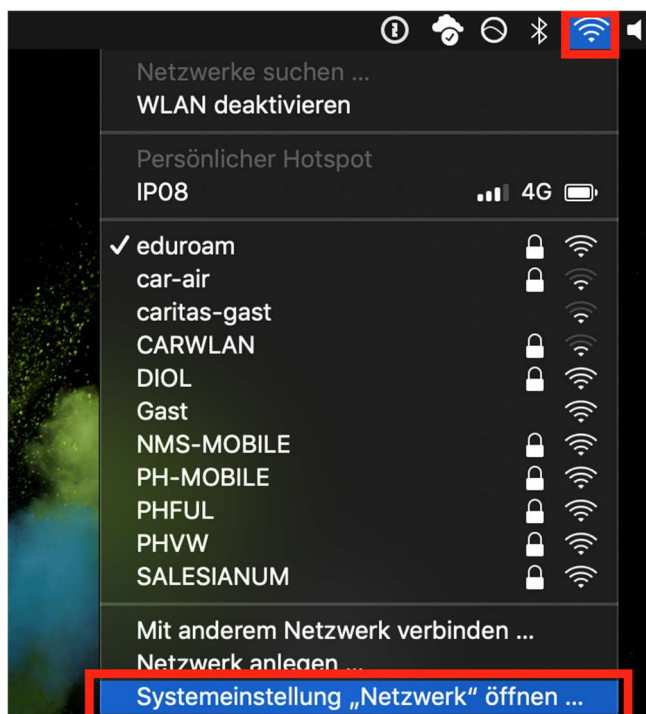 Netzwerke suchen ...
WLAN deaktivieren
Persönlicher Hotspot
IP08 4G
✓ eduroam
car-air
caritas-gast
CARWLAN
DIOL
Gast
NMS-MOBILE
PH-MOBILE
PHFUL
PHVW
SALESIANUM
Mit anderem Netzwerk verbinden ...
Netzwerk anlegen ...
Systemeinstellung „Netzwerk“ öffnen ...